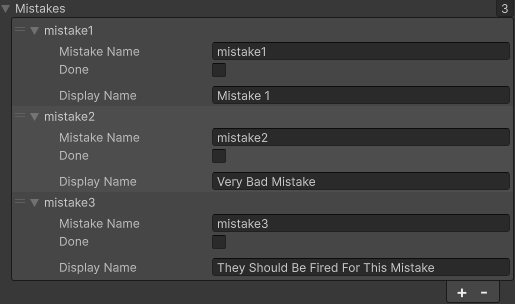 Mistakes 3
mistake1
Mistake Name mistake1
Done
Display Name Mistake 1
mistake2
Mistake Name mistake2
Done
Display Name Very Bad Mistake
mistake3
Mistake Name mistake3
Done
Display Name They Should Be Fired For This Mistake
+ -